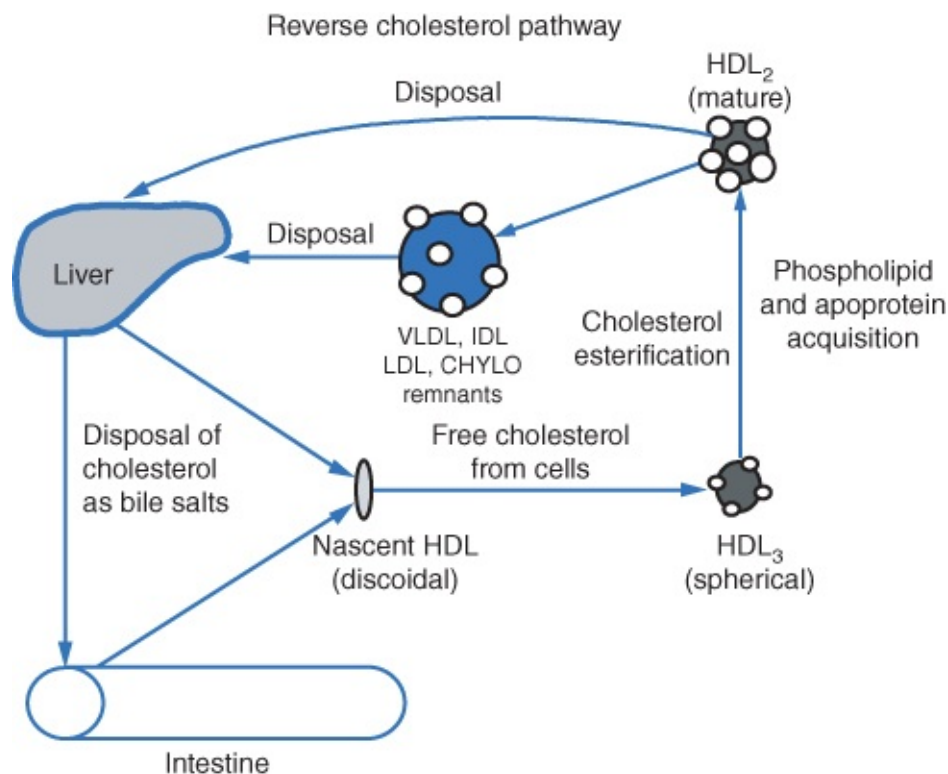 Reverse cholesterol pathway
HDL₂
(mature)
Disposal
Disposal
Liver
VLDL, IDL
LDL, CHYLO
remnants
Cholesterol
esterification
Phospholipid
and apoprotein
acquisition
Disposal of
cholesterol
as bile salts
Free cholesterol
from cells
Nascent HDL
(discoidal)
HDL₃
(spherical)
Intestine